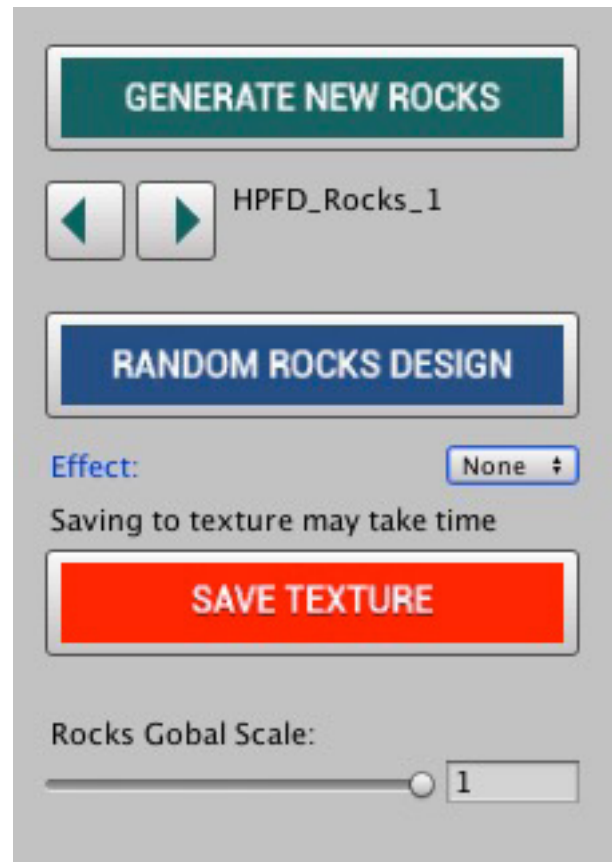 GENERATE NEW ROCKS
HPFD_Rocks_1
RANDOM ROCKS DESIGN
Effect: None
Saving to texture may take time
SAVE TEXTURE
Rocks Gobal Scale:
1